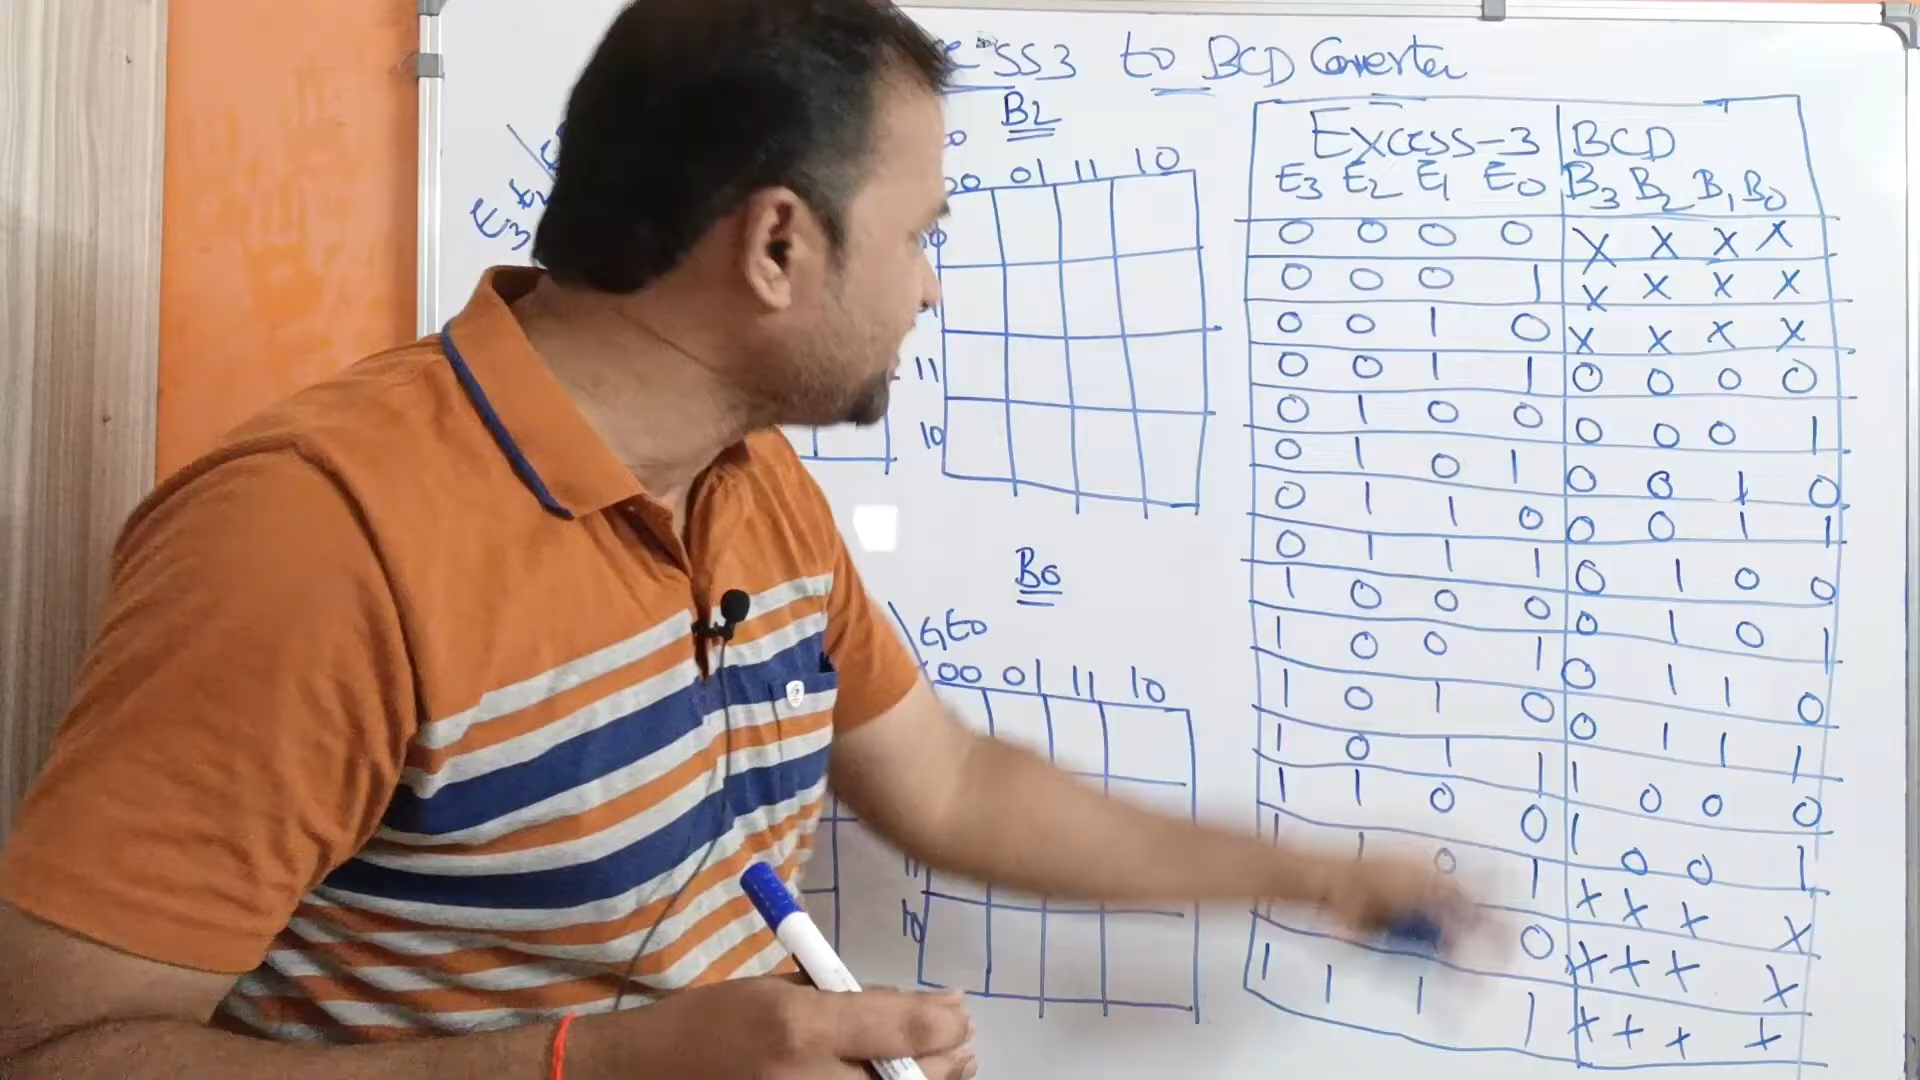 SS3 to BCD Converter
B2
00 01 11 10
11
10
E3 E2
B0
E1E0
00 01 11 10
11
10
Excess-3 BCD
E3 E2 E1 E0 B3 B2 B1 B0
0 0 0 0 X X X X
0 0 0 1 X X X X
0 0 1 0 X X X X
0 0 1 1 0 0 0 0
0 1 0 0 0 0 0 1
0 1 0 1 0 0 1 0
0 1 1 0 0 0 1 1
0 1 1 1 0 1 0 0
1 0 0 0 0 1 0 1
1 0 0 1 0 1 1 0
1 0 1 0 0 1 1 1
1 0 1 1 1 0 0 0
1 1 0 0 1 0 0 1
1 1 0 1 X X X X
0 X X X X
1 1 1 1 X X X X